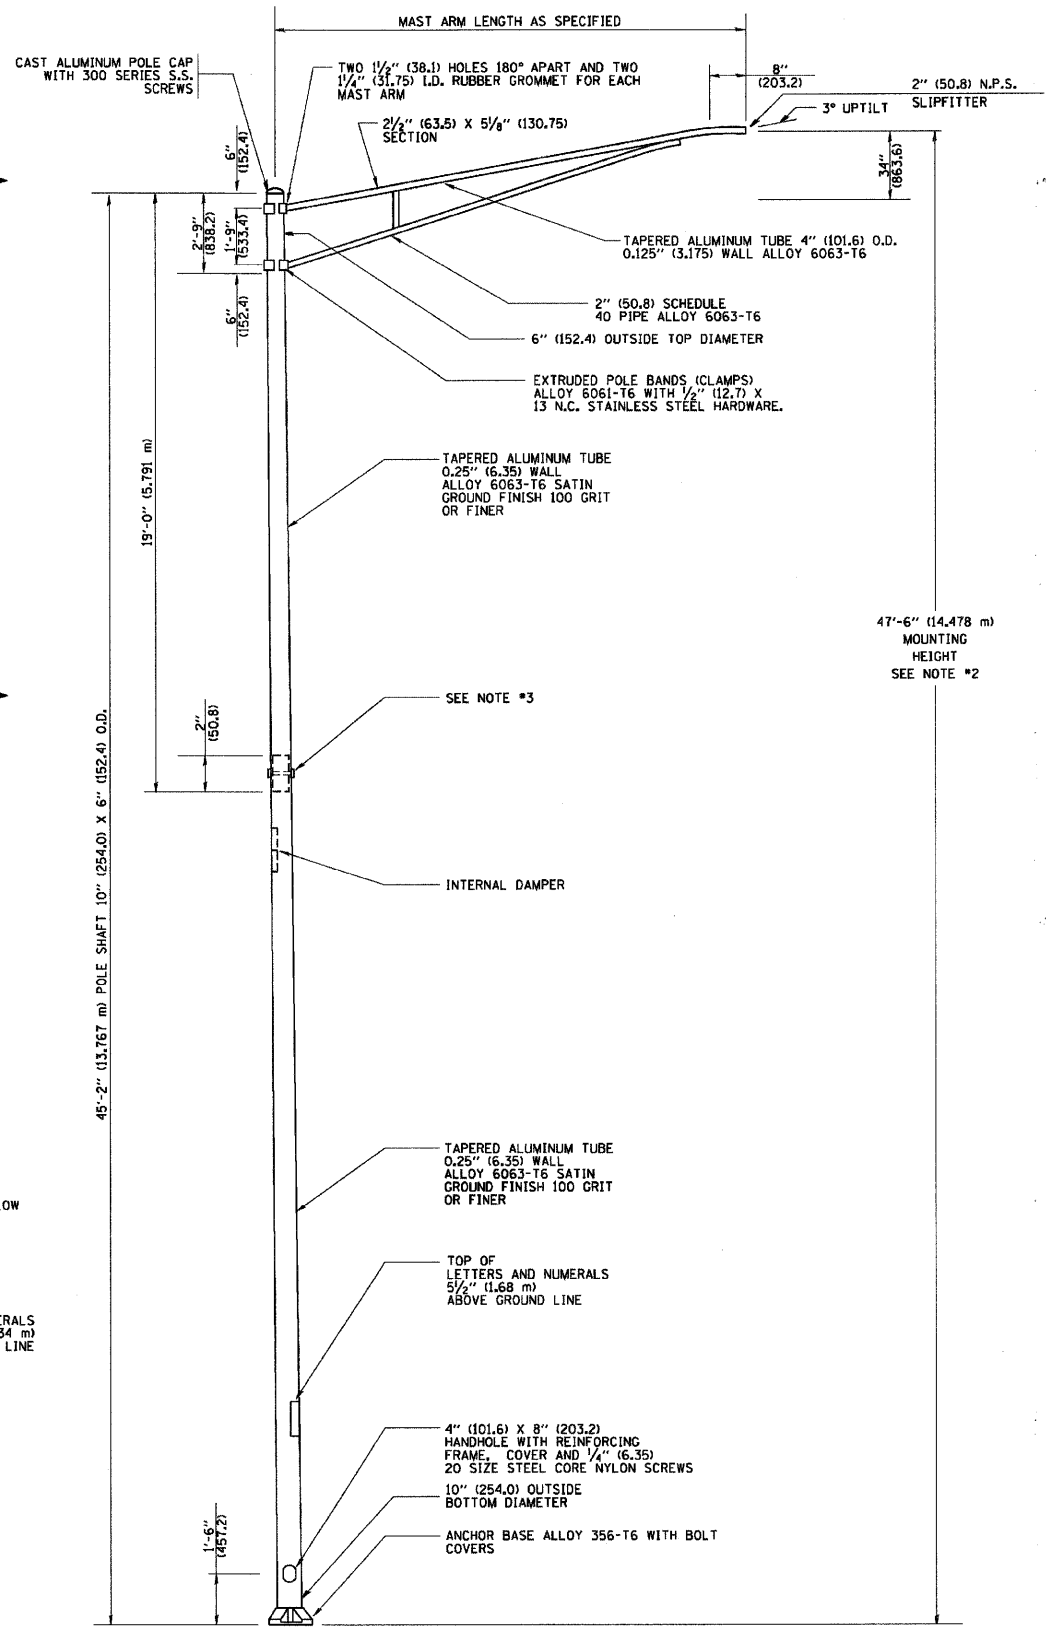 MAST ARM LENGTH AS SPECIFIED
CAST ALUMINUM POLE CAP
WITH 300 SERIES S.S.
SCREWS
TWO 1½" (38.1) HOLES 180° APART AND TWO
1¼" (31.75) I.D. RUBBER GROMMET FOR EACH
MAST ARM
8"
(203.2)
2" (50.8) N.P.S.
SLIPFITTER
3° UPTILT
2½" (63.5) X 5⅛" (130.75)
SECTION
6"
(152.4)
34"
(863.6)
2'-9"
(838.2)
1'-9"
(533.4)
TAPERED ALUMINUM TUBE 4" (101.6) O.D.
0.125" (3.175) WALL ALLOY 6063-T6
6"
(152.4)
2" (50.8) SCHEDULE
40 PIPE ALLOY 6063-T6
6" (152.4) OUTSIDE TOP DIAMETER
EXTRUDED POLE BANDS (CLAMPS)
ALLOY 6061-T6 WITH ½" (12.7) X
13 N.C. STAINLESS STEEL HARDWARE.
19'-0" (5.791 m)
TAPERED ALUMINUM TUBE
0.25" (6.35) WALL
ALLOY 6063-T6 SATIN
GROUND FINISH 100 GRIT
OR FINER
47'-6" (14.478 m)
MOUNTING
HEIGHT
SEE NOTE #2
SEE NOTE #3
2"
(50.8)
INTERNAL DAMPER
45'-2" (13.767 m) POLE SHAFT 10" (254.0) X 6" (152.4) O.D.
TAPERED ALUMINUM TUBE
0.25" (6.35) WALL
ALLOY 6063-T6 SATIN
GROUND FINISH 100 GRIT
OR FINER
OW
TOP OF
LETTERS AND NUMERALS
5½" (1.68 m)
ABOVE GROUND LINE
ERALS
34 m)
LINE
4" (101.6) X 8" (203.2)
HANDHOLE WITH REINFORCING
FRAME, COVER AND ¼" (6.35)
20 SIZE STEEL CORE NYLON SCREWS
10" (254.0) OUTSIDE
BOTTOM DIAMETER
1'-6"
(457.2)
ANCHOR BASE ALLOY 356-T6 WITH BOLT
COVERS